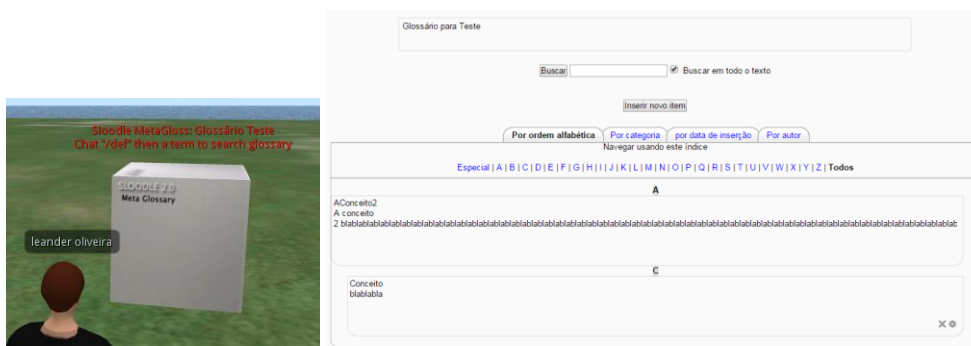 Sloodle MetaGloss: Glossário Teste
Chat "/def" then a term to search glossary
SLOODLE 2.0
Meta Glossary
leander oliveira
Glossário para Teste
Buscar Buscar em todo o texto
Inserir novo item
Por ordem alfabética Por categoria por data de inserção Por autor
Navegar usando este índice
Especial | A | B | C | D | E | F | G | H | I | J | K | L | M | N | O | P | Q | R | S | T | U | V | W | X | Y | Z | Todos
A
AConceito2
A conceito
2 blablablablablablablablablablablablablablablablablablablablablablablablablablablablablablablablablablablablablablablablablablablablablablablablablablablablablablab
C
Conceito
blablabla